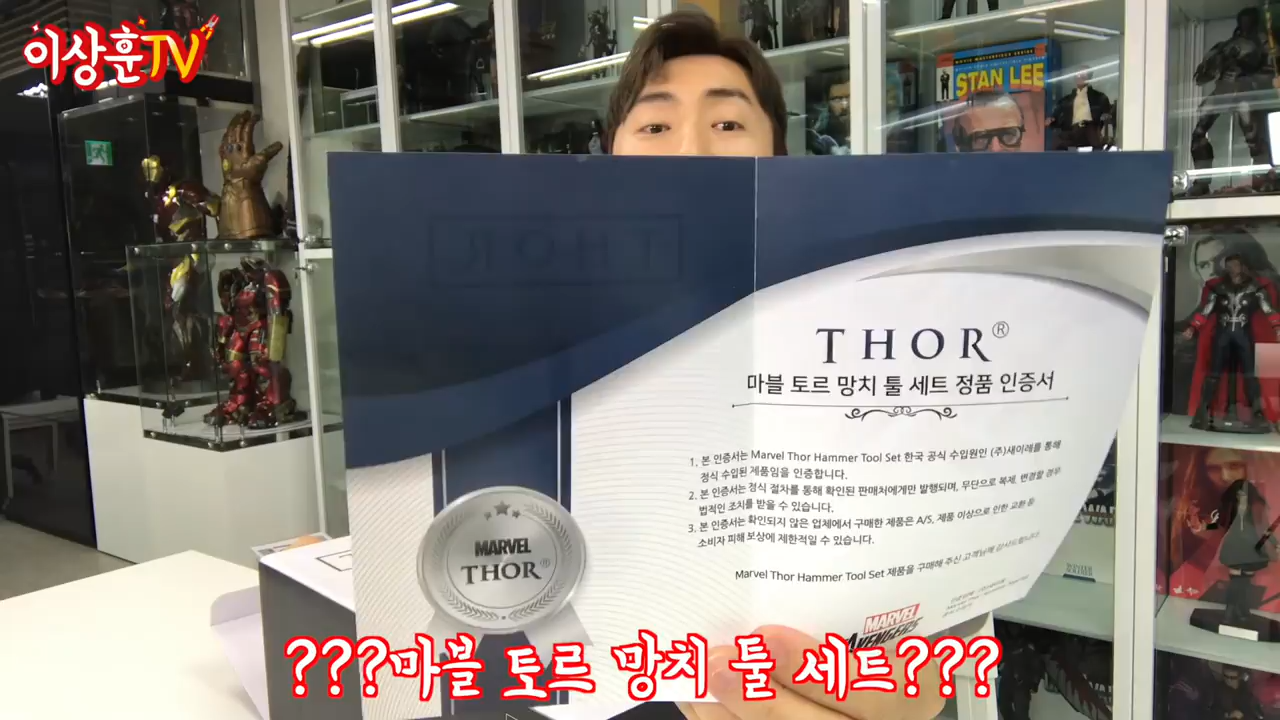 이상훈TV
STAN LEE
THOR
THOR®
마블 토르 망치 툴 세트 정품 인증서
1. 본 인증서는 Marvel Thor Hammer Tool Set 한국 공식 수입원인 (주)새이레를 통해
정식 수입된 제품임을 인증합니다.
2. 본 인증서는 정식 절차를 통해 확인된 판매처에게만 발행되며, 무단으로 복제, 변경할 경우
법적인 조치를 받을 수 있습니다.
3. 본 인증서는 확인되지 않은 업체에서 구매한 제품은 A/S, 제품 이상으로 인한 교환 등
소비자 피해 보상에 제한적일 수 있습니다.
Marvel Thor Hammer Tool Set 제품을 구매해 주신 고객님께 감사드립니다
MARVEL
THOR®
MARVEL
AVENGERS
???마블 토르 망치 툴 세트???